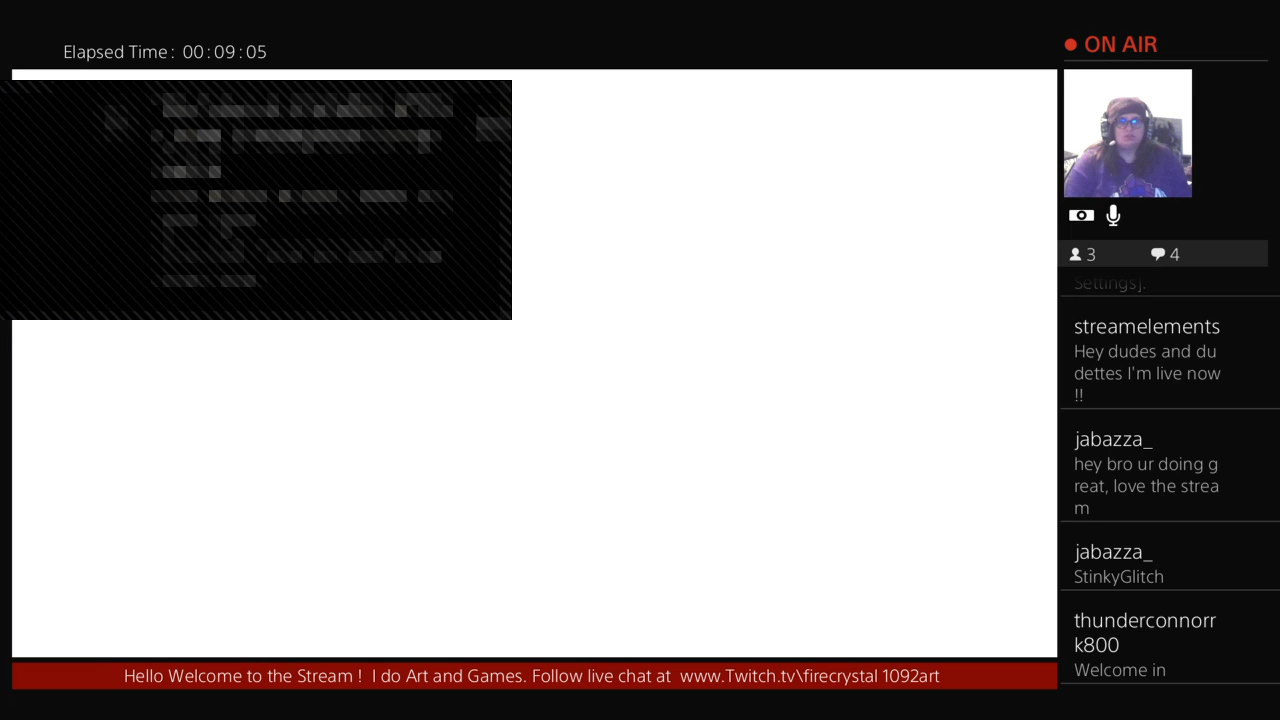 Elapsed Time: 00:09:05
ON AIR
3
4
Settings].
streamelements
Hey dudes and du
dettes I'm live now
!!
jabazza_
hey bro ur doing g
reat, love the strea
m
jabazza_
StinkyGlitch
thunderconnorr
k800
Welcome in
Hello Welcome to the Stream ! I do Art and Games. Follow live chat at www.Twitch.tv\firecrystal 1092art